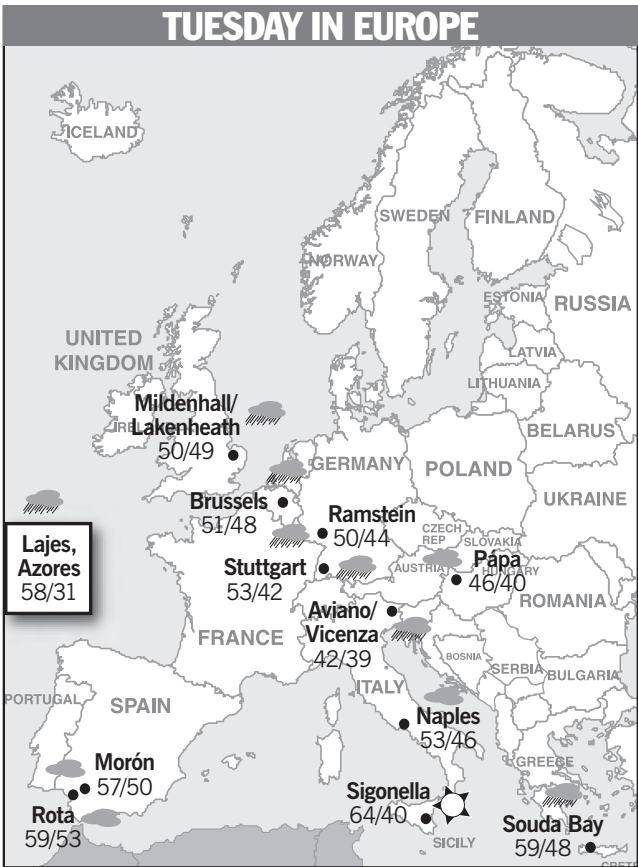 TUESDAY IN EUROPE
ICELAND
SWEDEN
FINLAND
NORWAY
ESTONIA
RUSSIA
LATVIA
LITHUANIA
UNITED
KINGDOM
Mildenhall/
Lakenheath
50/49
BELARUS
GERMANY
POLAND
UKRAINE
Brussels
51/48
Ramstein
50/44
CZECH
REP
SLOVAKIA
Lajes,
Azores
58/31
Stuttgart
53/42
AUSTRIA
Pápa
46/40
HUNGARY
ROMANIA
Aviano/
Vicenza
42/39
FRANCE
BOSNIA
SERBIA
BULGARIA
ITALY
PORTUGAL
SPAIN
Naples
53/46
GREECE
Morón
57/50
Rota
59/53
Sigonella
64/40
SICILY
Souda Bay
59/48